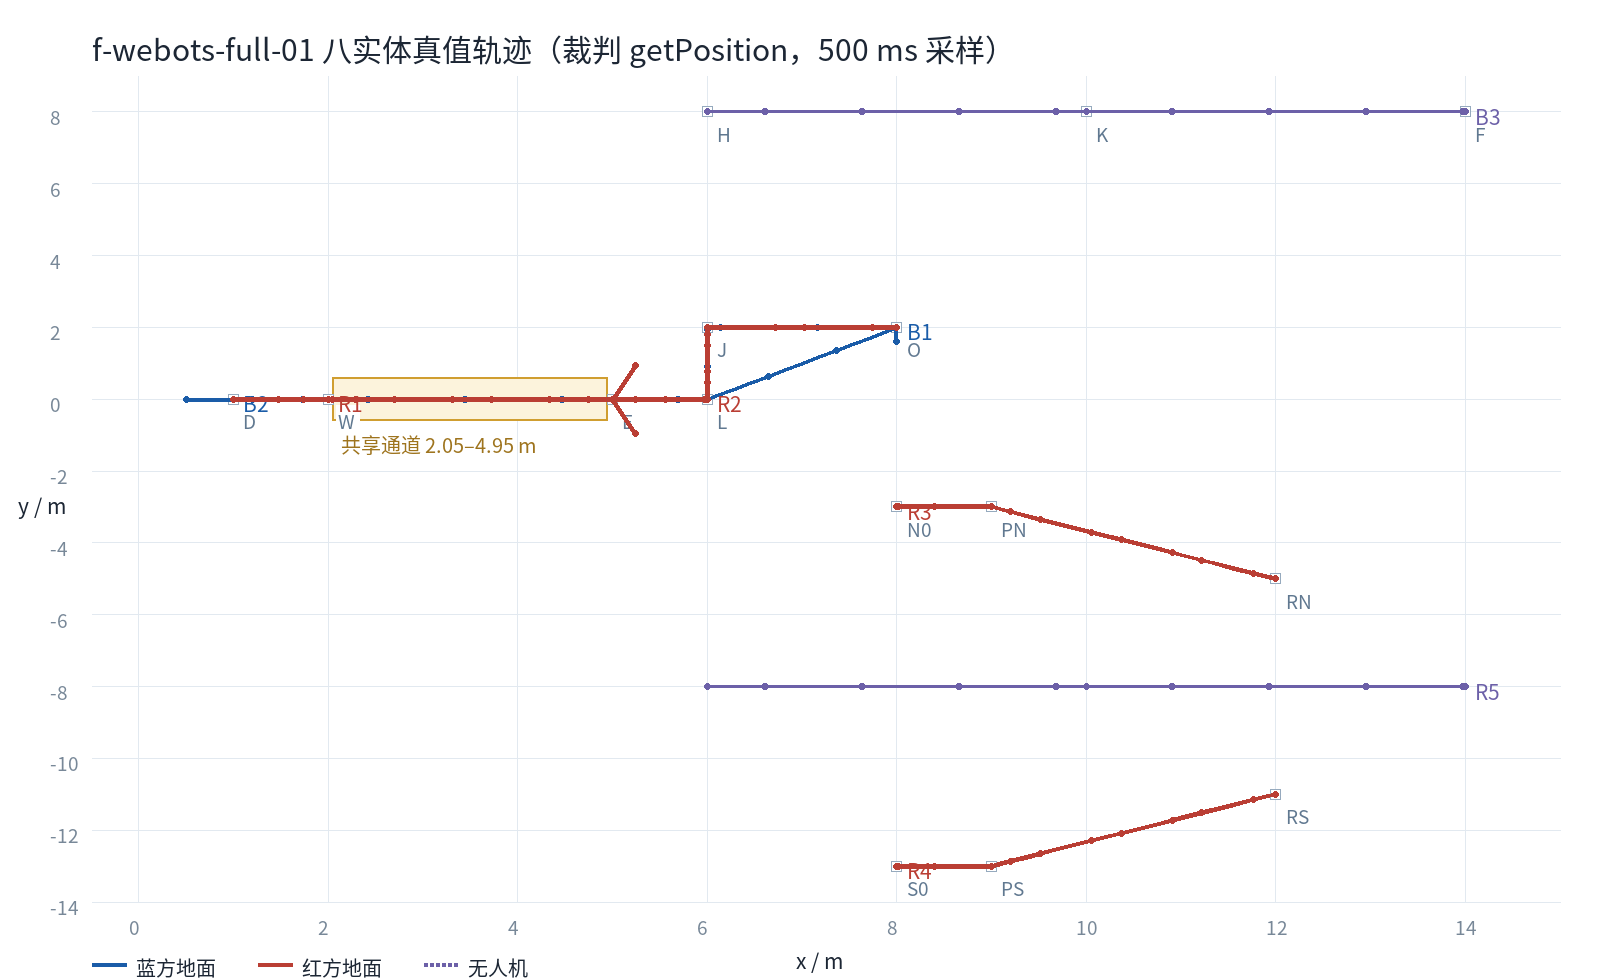 f-webots-full-01 八实体真值轨迹（裁判 getPosition，500 ms 采样）
8
6
4
2
0
-2
-4
-6
-8
-10
-12
-14
y / m
H
K
B3
F
J
B1
O
B2
D
R1
W
E
R2
L
共享通道 2.05–4.95 m
R3
N0
PN
RN
R5
RS
R4
S0
PS
0
2
4
6
8
10
12
14
x / m
蓝方地面
红方地面
无人机